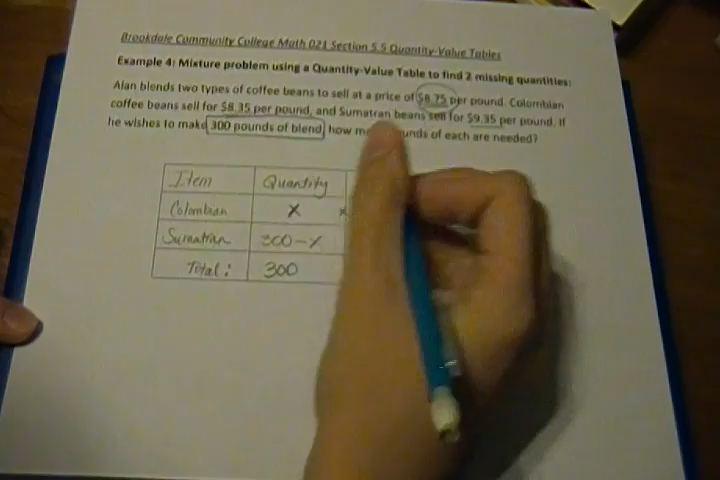 Brookdale Community College Math 021 Section 5.5 Quantity-Value Tables
Example 4: Mixture problem using a Quantity-Value Table to find 2 missing quantities:
Alan blends two types of coffee beans to sell at a price of $8.75 per pound. Colombian
coffee beans sell for $8.35 per pound, and Sumatran beans sell for $9.35 per pound. If
he wishes to make 300 pounds of blend, how of each are needed?
Item Quantity
Colombian X
Sumatran 300-X
Total: 300